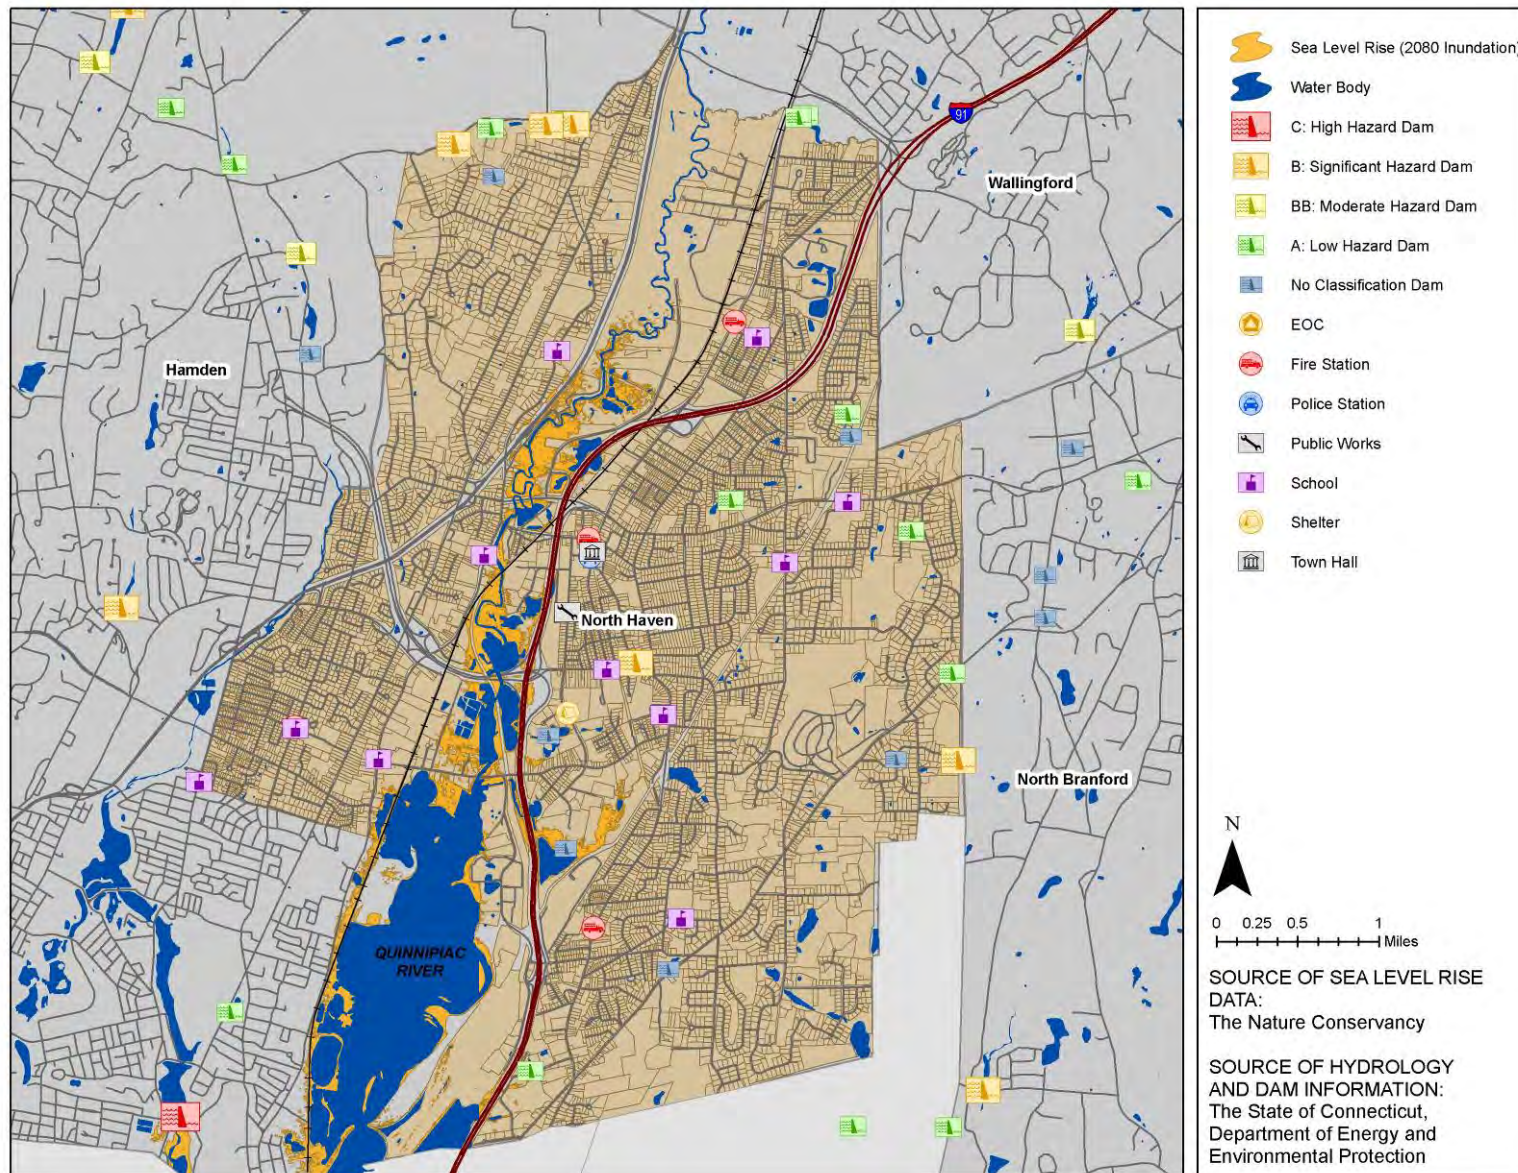 91
Wallingford
Hamden
North Haven
North Branford
QUINNIPIAC
RIVER
Sea Level Rise (2080 Inundation)
Water Body
C: High Hazard Dam
B: Significant Hazard Dam
BB: Moderate Hazard Dam
A: Low Hazard Dam
No Classification Dam
EOC
Fire Station
Police Station
Public Works
School
Shelter
Town Hall
N
0 0.25 0.5 1
Miles
SOURCE OF SEA LEVEL RISE
DATA:
The Nature Conservancy
SOURCE OF HYDROLOGY
AND DAM INFORMATION:
The State of Connecticut,
Department of Energy and
Environmental Protection